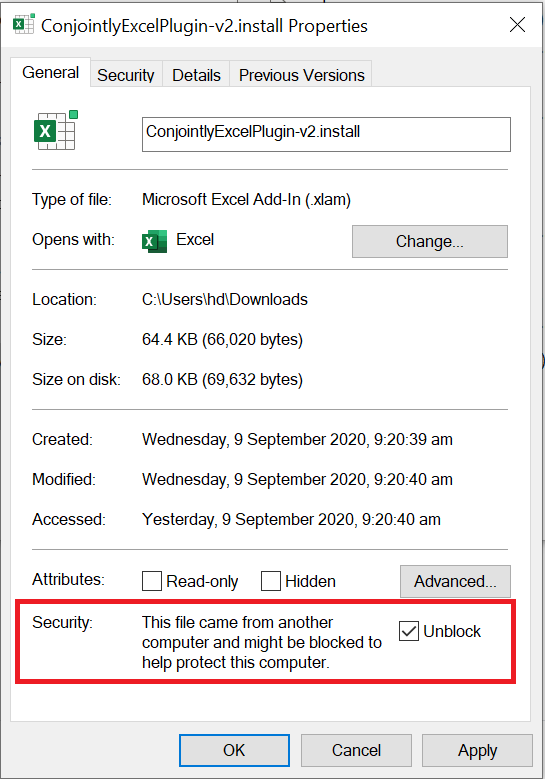 ConjointlyExcelPlugin-v2.install Properties
General Security Details Previous Versions
ConjointlyExcelPlugin-v2.install
Type of file: Microsoft Excel Add-In (.xlam)
Opens with: Excel Change...
Location: C:\Users\hd\Downloads
Size: 64.4 KB (66,020 bytes)
Size on disk: 68.0 KB (69,632 bytes)
Created: Wednesday, 9 September 2020, 9:20:39 am
Modified: Wednesday, 9 September 2020, 9:20:40 am
Accessed: Yesterday, 9 September 2020, 9:20:40 am
Attributes: Read-only Hidden Advanced...
Security: This file came from another
computer and might be blocked to Unblock
help protect this computer.
OK Cancel Apply